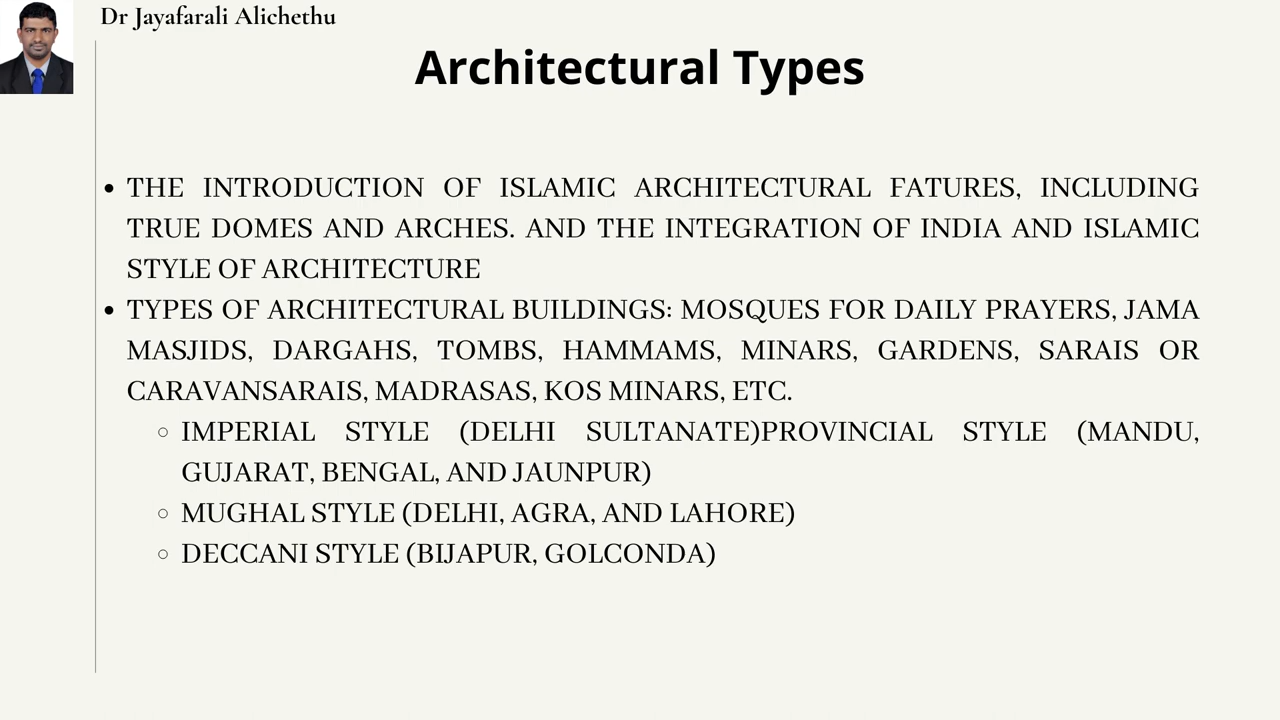 Dr Jayafarali Alichethu
Architectural Types
• THE INTRODUCTION OF ISLAMIC ARCHITECTURAL FATURES, INCLUDING
TRUE DOMES AND ARCHES. AND THE INTEGRATION OF INDIA AND ISLAMIC
STYLE OF ARCHITECTURE
• TYPES OF ARCHITECTURAL BUILDINGS: MOSQUES FOR DAILY PRAYERS, JAMA
MASJIDS, DARGAHS, TOMBS, HAMMAMS, MINARS, GARDENS, SARAIS OR
CARAVANSARAIS, MADRASAS, KOS MINARS, ETC.
○ IMPERIAL STYLE (DELHI SULTANATE)PROVINCIAL STYLE (MANDU,
GUJARAT, BENGAL, AND JAUNPUR)
○ MUGHAL STYLE (DELHI, AGRA, AND LAHORE)
○ DECCANI STYLE (BIJAPUR, GOLCONDA)